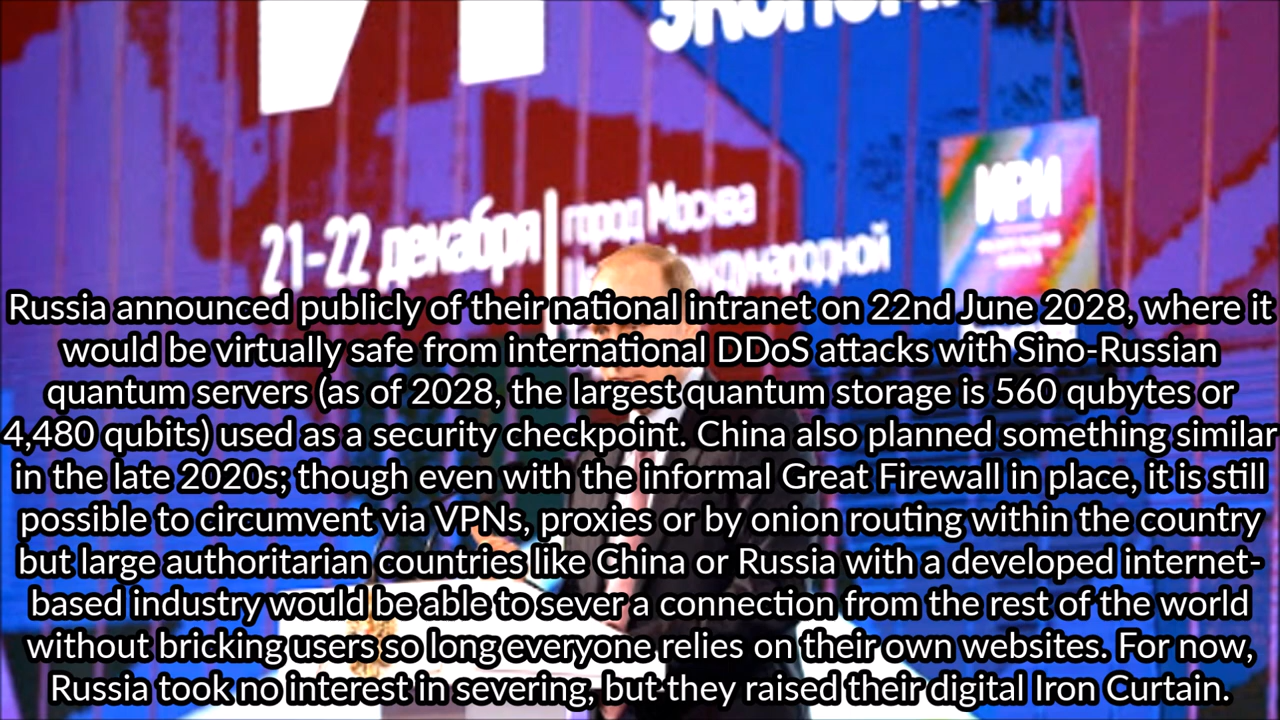 21-22 декабря
город Москва
ИРИ
Russia announced publicly of their national intranet on 22nd June 2028, where it
would be virtually safe from international DDoS attacks with Sino-Russian
quantum servers (as of 2028, the largest quantum storage is 560 qubytes or
4,480 qubits) used as a security checkpoint. China also planned something similar
in the late 2020s; though even with the informal Great Firewall in place, it is still
possible to circumvent via VPNs, proxies or by onion routing within the country
but large authoritarian countries like China or Russia with a developed internet-
based industry would be able to sever a connection from the rest of the world
without bricking users so long everyone relies on their own websites. For now,
Russia took no interest in severing, but they raised their digital Iron Curtain.